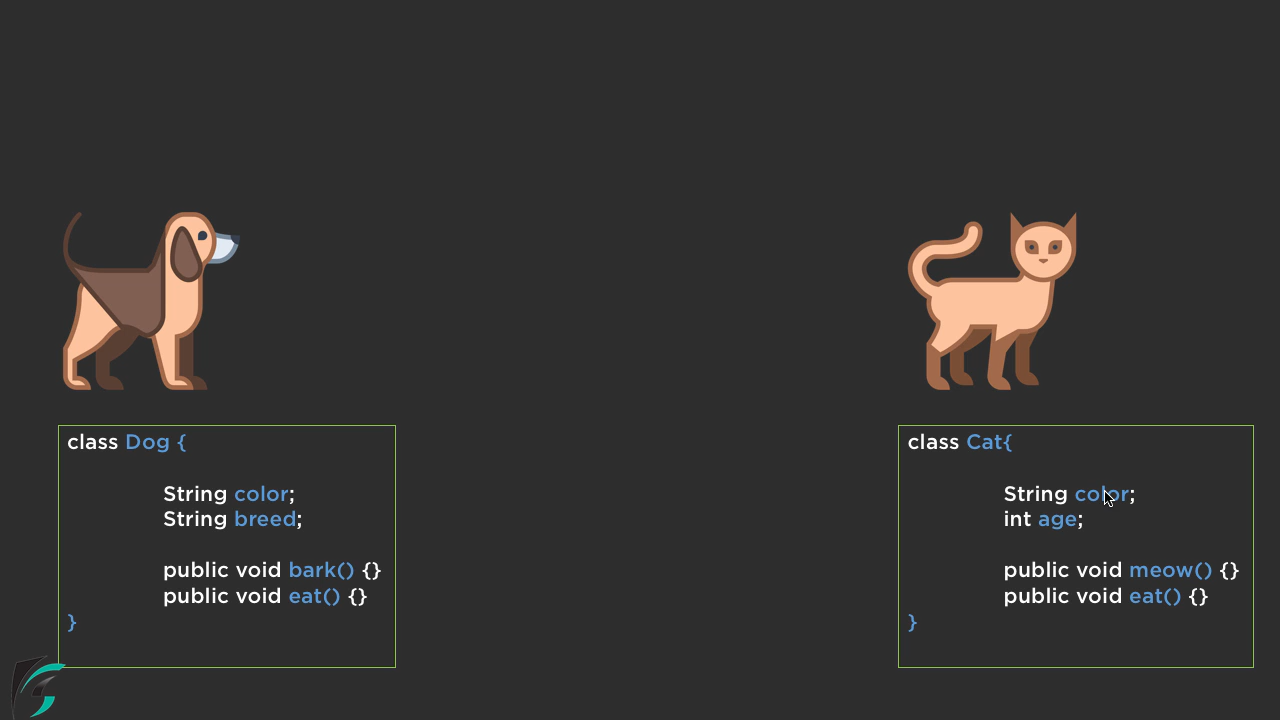 class Dog {
String color;
String breed;
public void bark() {}
public void eat() {}
}
class Cat{
String color;
int age;
public void meow() {}
public void eat() {}
}